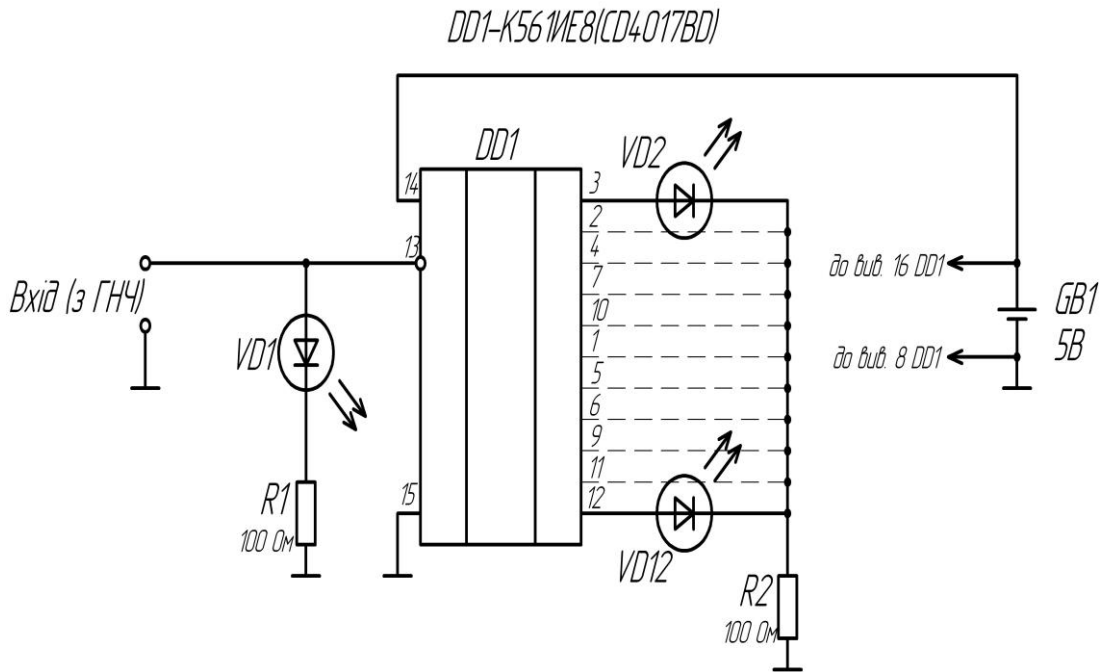 DD1-К561ИЕ8(CD4017BD)
DD1
14
13
15
3
2
4
7
10
1
5
6
9
11
12
VD2
VD12
Вхід (з ГНЧ)
VD1
R1
100 Ом
R2
100 Ом
до вив. 16 DD1
до вив. 8 DD1
GB1
5В